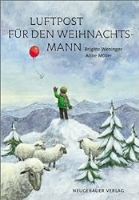 LUFTPOST
FÜR DEN WEIHNACHTS-
MANN
Brigitte Weninger
Anne Möller
NEUGEBAUER VERLAG